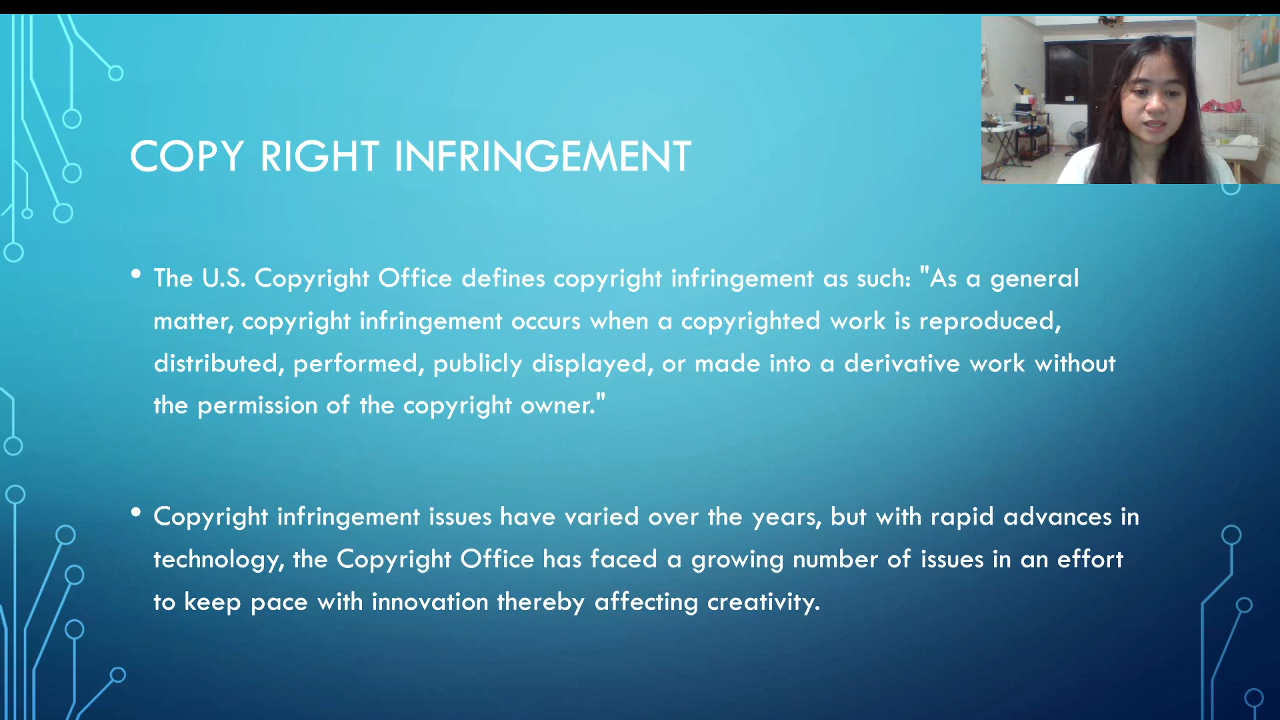 COPY RIGHT INFRINGEMENT
• The U.S. Copyright Office defines copyright infringement as such: "As a general
matter, copyright infringement occurs when a copyrighted work is reproduced,
distributed, performed, publicly displayed, or made into a derivative work without
the permission of the copyright owner."
• Copyright infringement issues have varied over the years, but with rapid advances in
technology, the Copyright Office has faced a growing number of issues in an effort
to keep pace with innovation thereby affecting creativity.